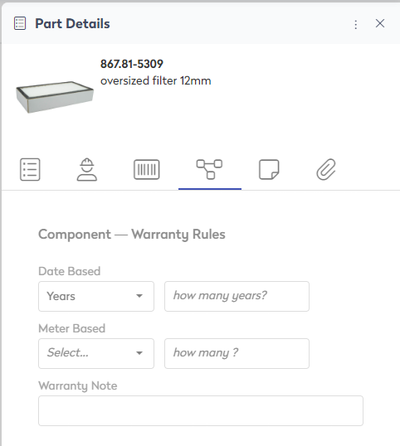 Part Details
867.81-5309
oversized filter 12mm
Component — Warranty Rules
Date Based
Years
how many years?
Meter Based
Select...
how many ?
Warranty Note